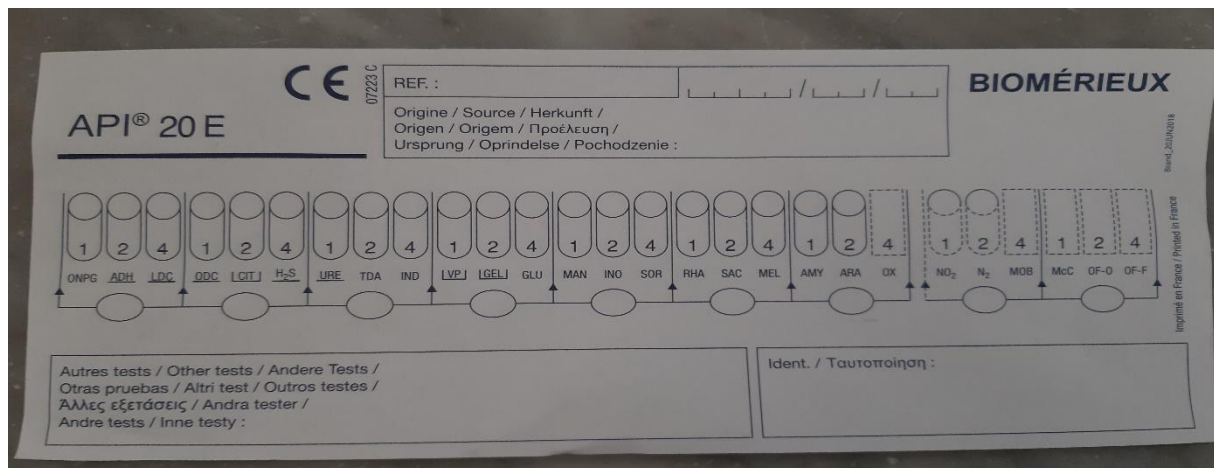 CE
07223 C
REF. :
BIOMÉRIEUX
API® 20 E
Origine / Source / Herkunft /
Origen / Origem / Προέλευση /
Ursprung / Oprindelse / Pochodzenie :
1 2 4 1 2 4 1 2 4 1 2 4 1 2 4 1 2 4 1 2 4 1 2 4 1 2 4
ONPG ADH LDC ODC |CIT| H₂S URE TDA IND |VP| |GEL| GLU MAN INO SOR RHA SAC MEL AMY ARA OX NO₂ N₂ MOB McC OF-O OF-F
Imprimé en France / Printed in France
Autres tests / Other tests / Andere Tests /
Otras pruebas / Altri test / Outros testes /
Άλλες εξετάσεις / Andra tester /
Andre tests / Inne testy :
Ident. / Ταυτοποίηση :